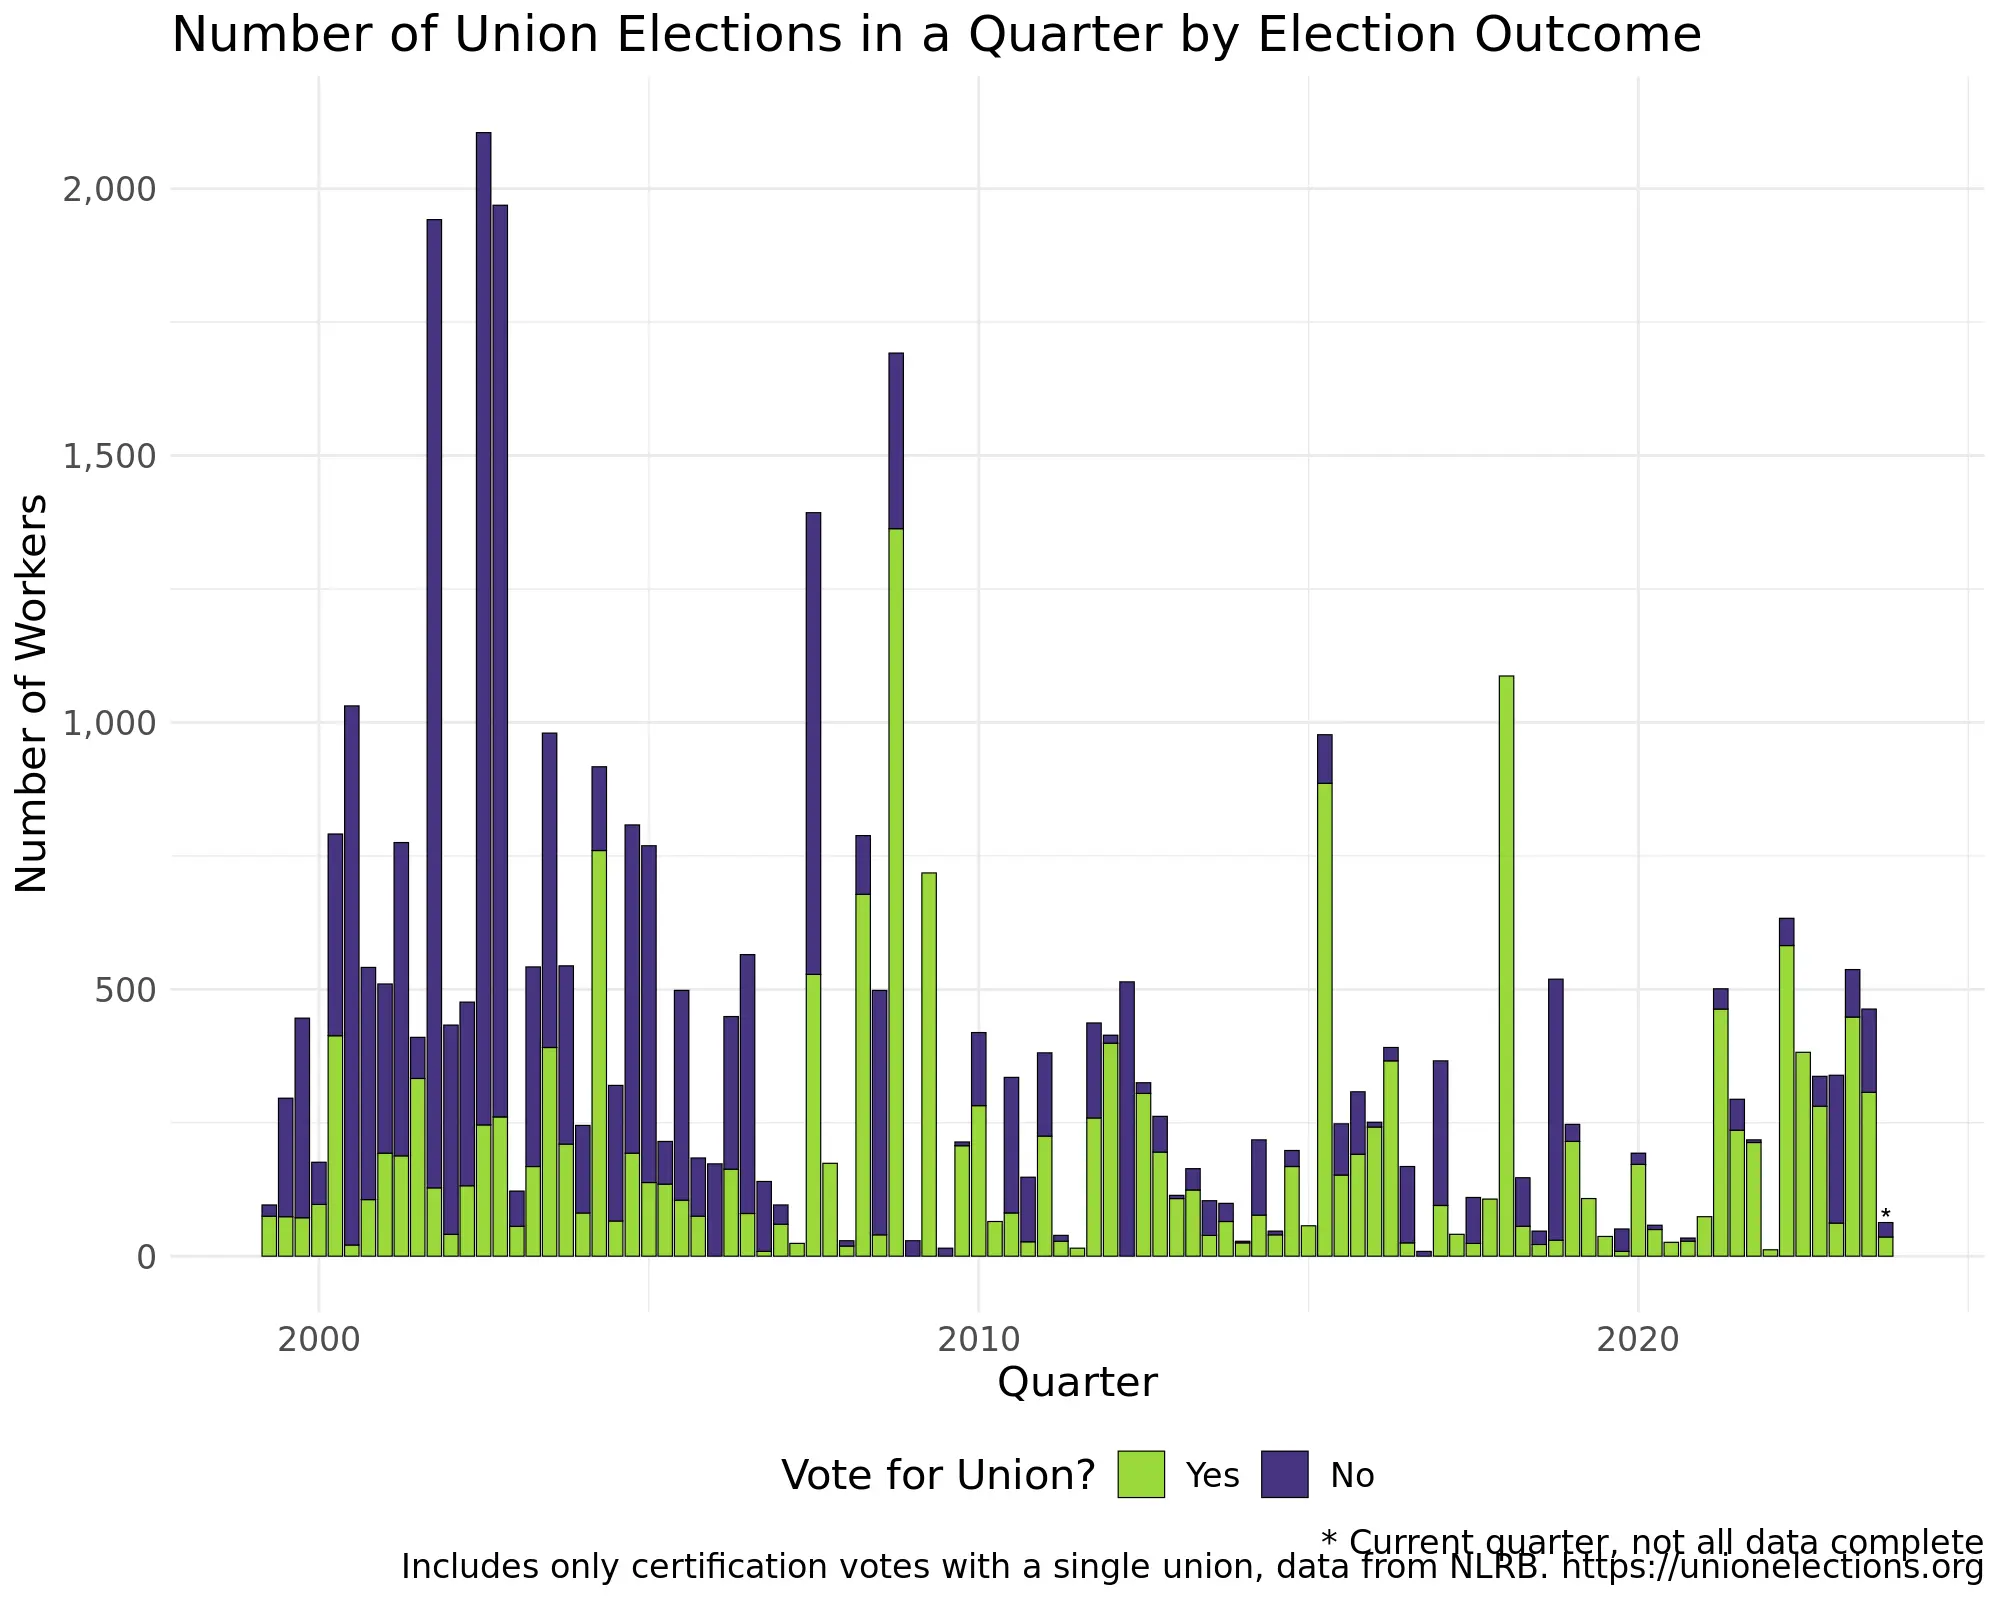 Number of Union Elections in a Quarter by Election Outcome
Number of Workers
2,000
1,500
1,000
500
0
*
2000
2010
2020
Quarter
Vote for Union?
Yes
No
* Current quarter, not all data complete
Includes only certification votes with a single union, data from NLRB. https://unionelections.org